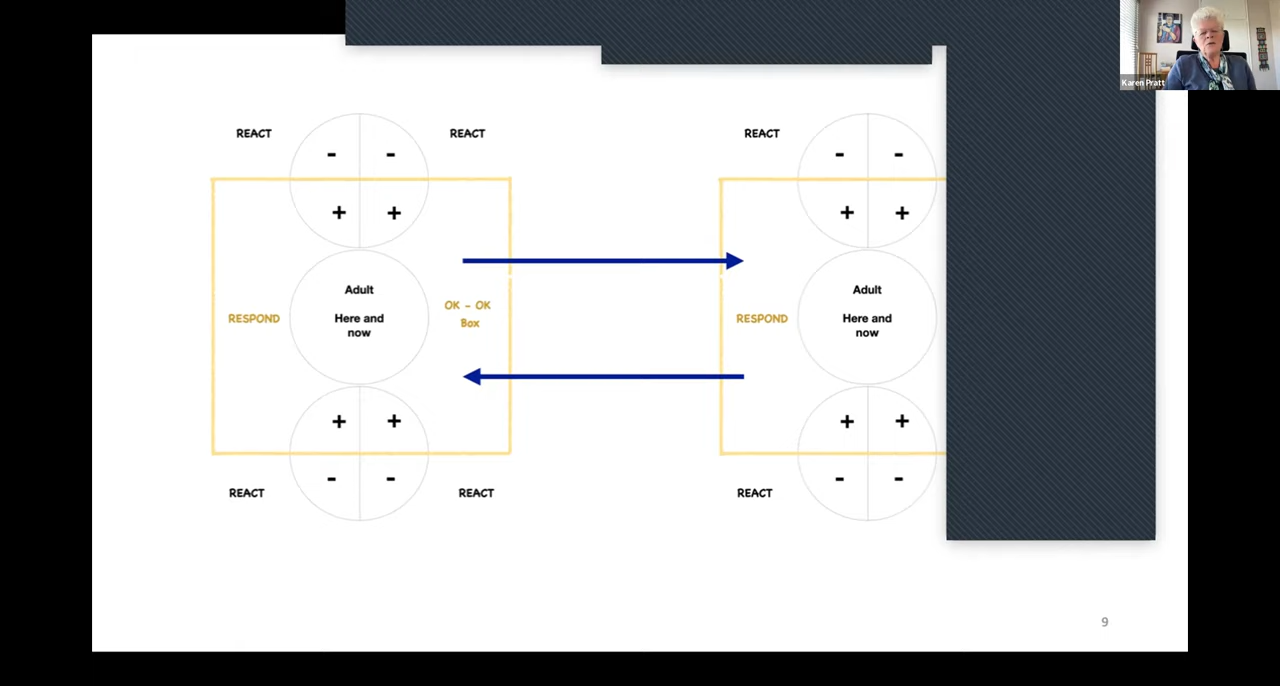 Karen Pratt
REACT
REACT
REACT
- -
- -
+ +
+ +
Adult
Here and
now
RESPOND
OK - OK
Box
RESPOND
Adult
Here and
now
+ +
+ +
- -
- -
REACT
REACT
REACT
9